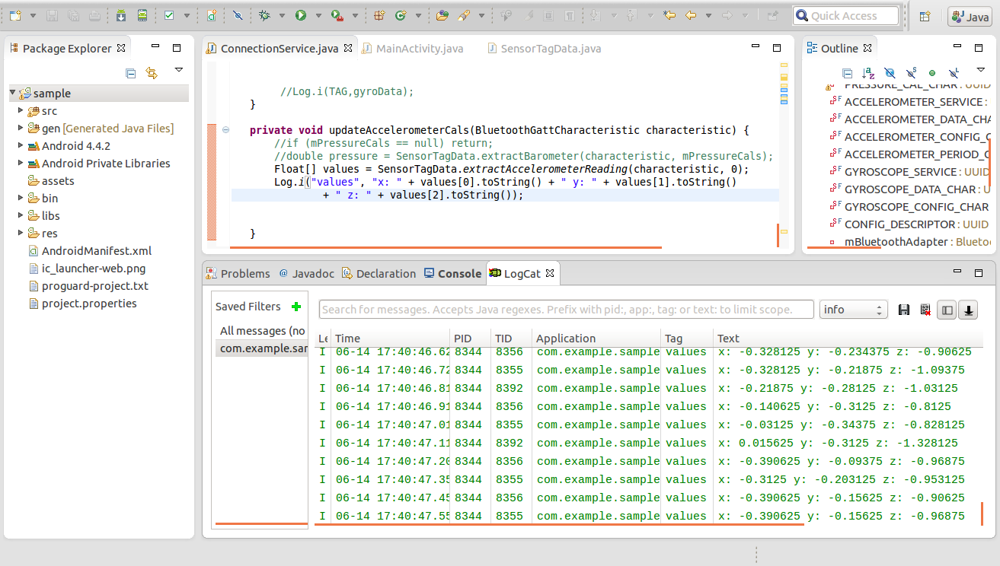 Quick Access
Java
Package Explorer
sample
src
gen [Generated Java Files]
Android 4.4.2
Android Private Libraries
assets
bin
libs
res
AndroidManifest.xml
ic_launcher-web.png
proguard-project.txt
project.properties
ConnectionService.java MainActivity.java SensorTagData.java
//Log.i(TAG,gyroData);
}
private void updateAccelerometerCals(BluetoothGattCharacteristic characteristic) {
//if (mPressureCals == null) return;
//double pressure = SensorTagData.extractBarometer(characteristic, mPressureCals);
Float[] values = SensorTagData.extractAccelerometerReading(characteristic, 0);
Log.i("values", "x: " + values[0].toString() + " y: " + values[1].toString()
+ " z: " + values[2].toString());
}
Outline
PRESSURE_CAL_CHAR : UUID
ACCELEROMETER_SERVICE :
ACCELEROMETER_DATA_CHA
ACCELEROMETER_CONFIG_C
ACCELEROMETER_PERIOD_C
GYROSCOPE_SERVICE : UUID
GYROSCOPE_DATA_CHAR : U
GYROSCOPE_CONFIG_CHAR
CONFIG_DESCRIPTOR : UUID
mBluetoothAdapter : Blueto
Problems @ Javadoc Declaration Console LogCat
Saved Filters
All messages (no
com.example.sar
Search for messages. Accepts Java regexes. Prefix with pid:, app:, tag: or text: to limit scope.
info
Le Time PID TID Application Tag Text
I 06-14 17:40:46.62 8344 8356 com.example.sample values x: -0.328125 y: -0.234375 z: -0.90625
I 06-14 17:40:46.72 8344 8355 com.example.sample values x: -0.328125 y: -0.21875 z: -1.09375
I 06-14 17:40:46.81 8344 8392 com.example.sample values x: -0.21875 y: -0.28125 z: -1.03125
I 06-14 17:40:46.91 8344 8356 com.example.sample values x: -0.140625 y: -0.3125 z: -0.8125
I 06-14 17:40:47.01 8344 8355 com.example.sample values x: -0.03125 y: -0.34375 z: -0.828125
I 06-14 17:40:47.11 8344 8392 com.example.sample values x: 0.015625 y: -0.3125 z: -1.328125
I 06-14 17:40:47.20 8344 8356 com.example.sample values x: -0.390625 y: -0.09375 z: -0.96875
I 06-14 17:40:47.35 8344 8355 com.example.sample values x: -0.3125 y: -0.203125 z: -0.953125
I 06-14 17:40:47.45 8344 8356 com.example.sample values x: -0.390625 y: -0.15625 z: -0.90625
I 06-14 17:40:47.55 8344 8355 com.example.sample values x: -0.390625 y: -0.15625 z: -0.96875